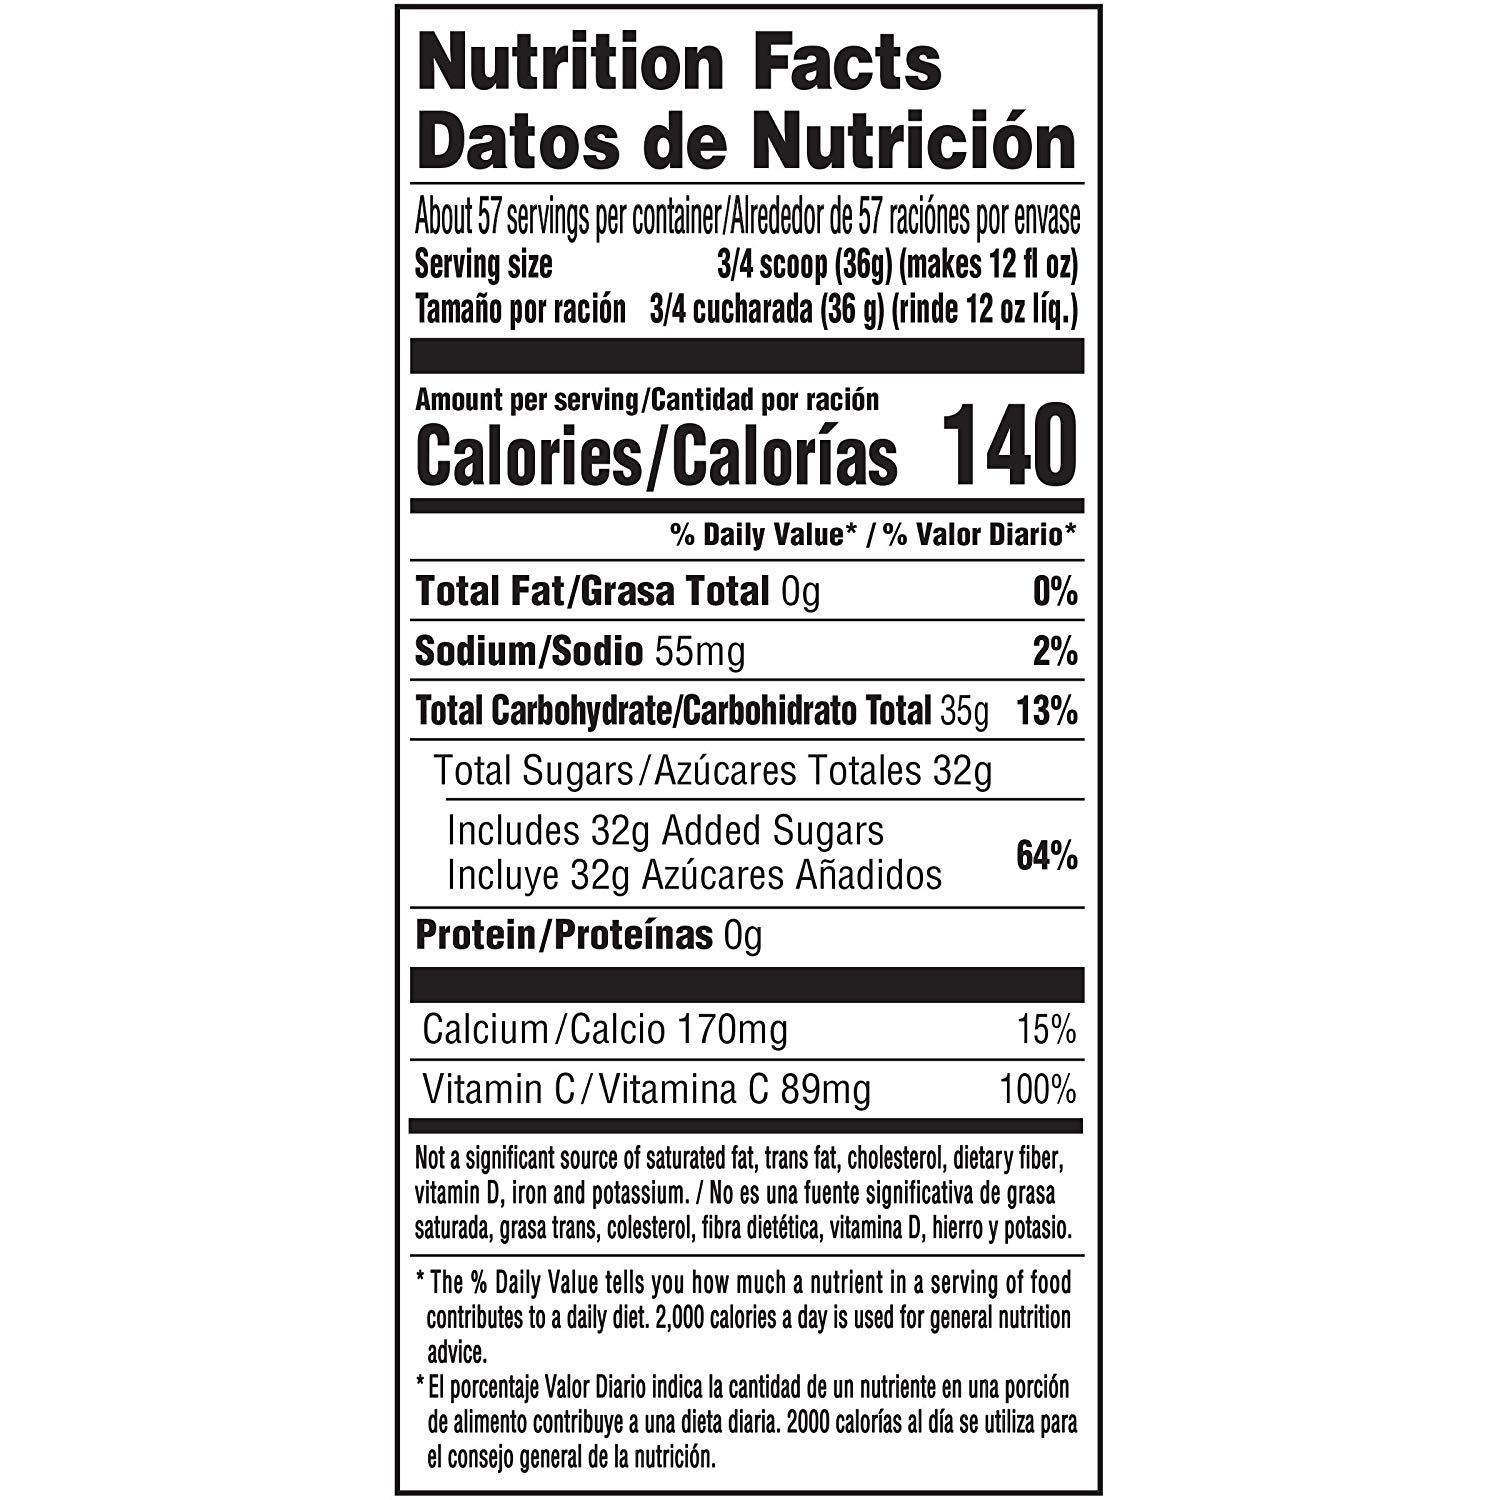 Nutrition Facts
Datos de Nutrición
About 57 servings per container/Alrededor de 57 raciónes por envase
Serving size 3/4 scoop (36g) (makes 12 fl oz)
Tamaño por ración 3/4 cucharada (36 g) (rinde 12 oz líq.)
Amount per serving/Cantidad por ración
Calories/Calorías 140
% Daily Value* / % Valor Diario*
Total Fat/Grasa Total 0g 0%
Sodium/Sodio 55mg 2%
Total Carbohydrate/Carbohidrato Total 35g 13%
Total Sugars/Azúcares Totales 32g
Includes 32g Added Sugars
Incluye 32g Azúcares Añadidos 64%
Protein/Proteínas 0g
Calcium/Calcio 170mg 15%
Vitamin C/Vitamina C 89mg 100%
Not a significant source of saturated fat, trans fat, cholesterol, dietary fiber,
vitamin D, iron and potassium. / No es una fuente significativa de grasa
saturada, grasa trans, colesterol, fibra dietética, vitamina D, hierro y potasio.
* The % Daily Value tells you how much a nutrient in a serving of food
contributes to a daily diet. 2,000 calories a day is used for general nutrition
advice.
* El porcentaje Valor Diario indica la cantidad de un nutriente en una porción
de alimento contribuye a una dieta diaria. 2000 calorías al día se utiliza para
el consejo general de la nutrición.